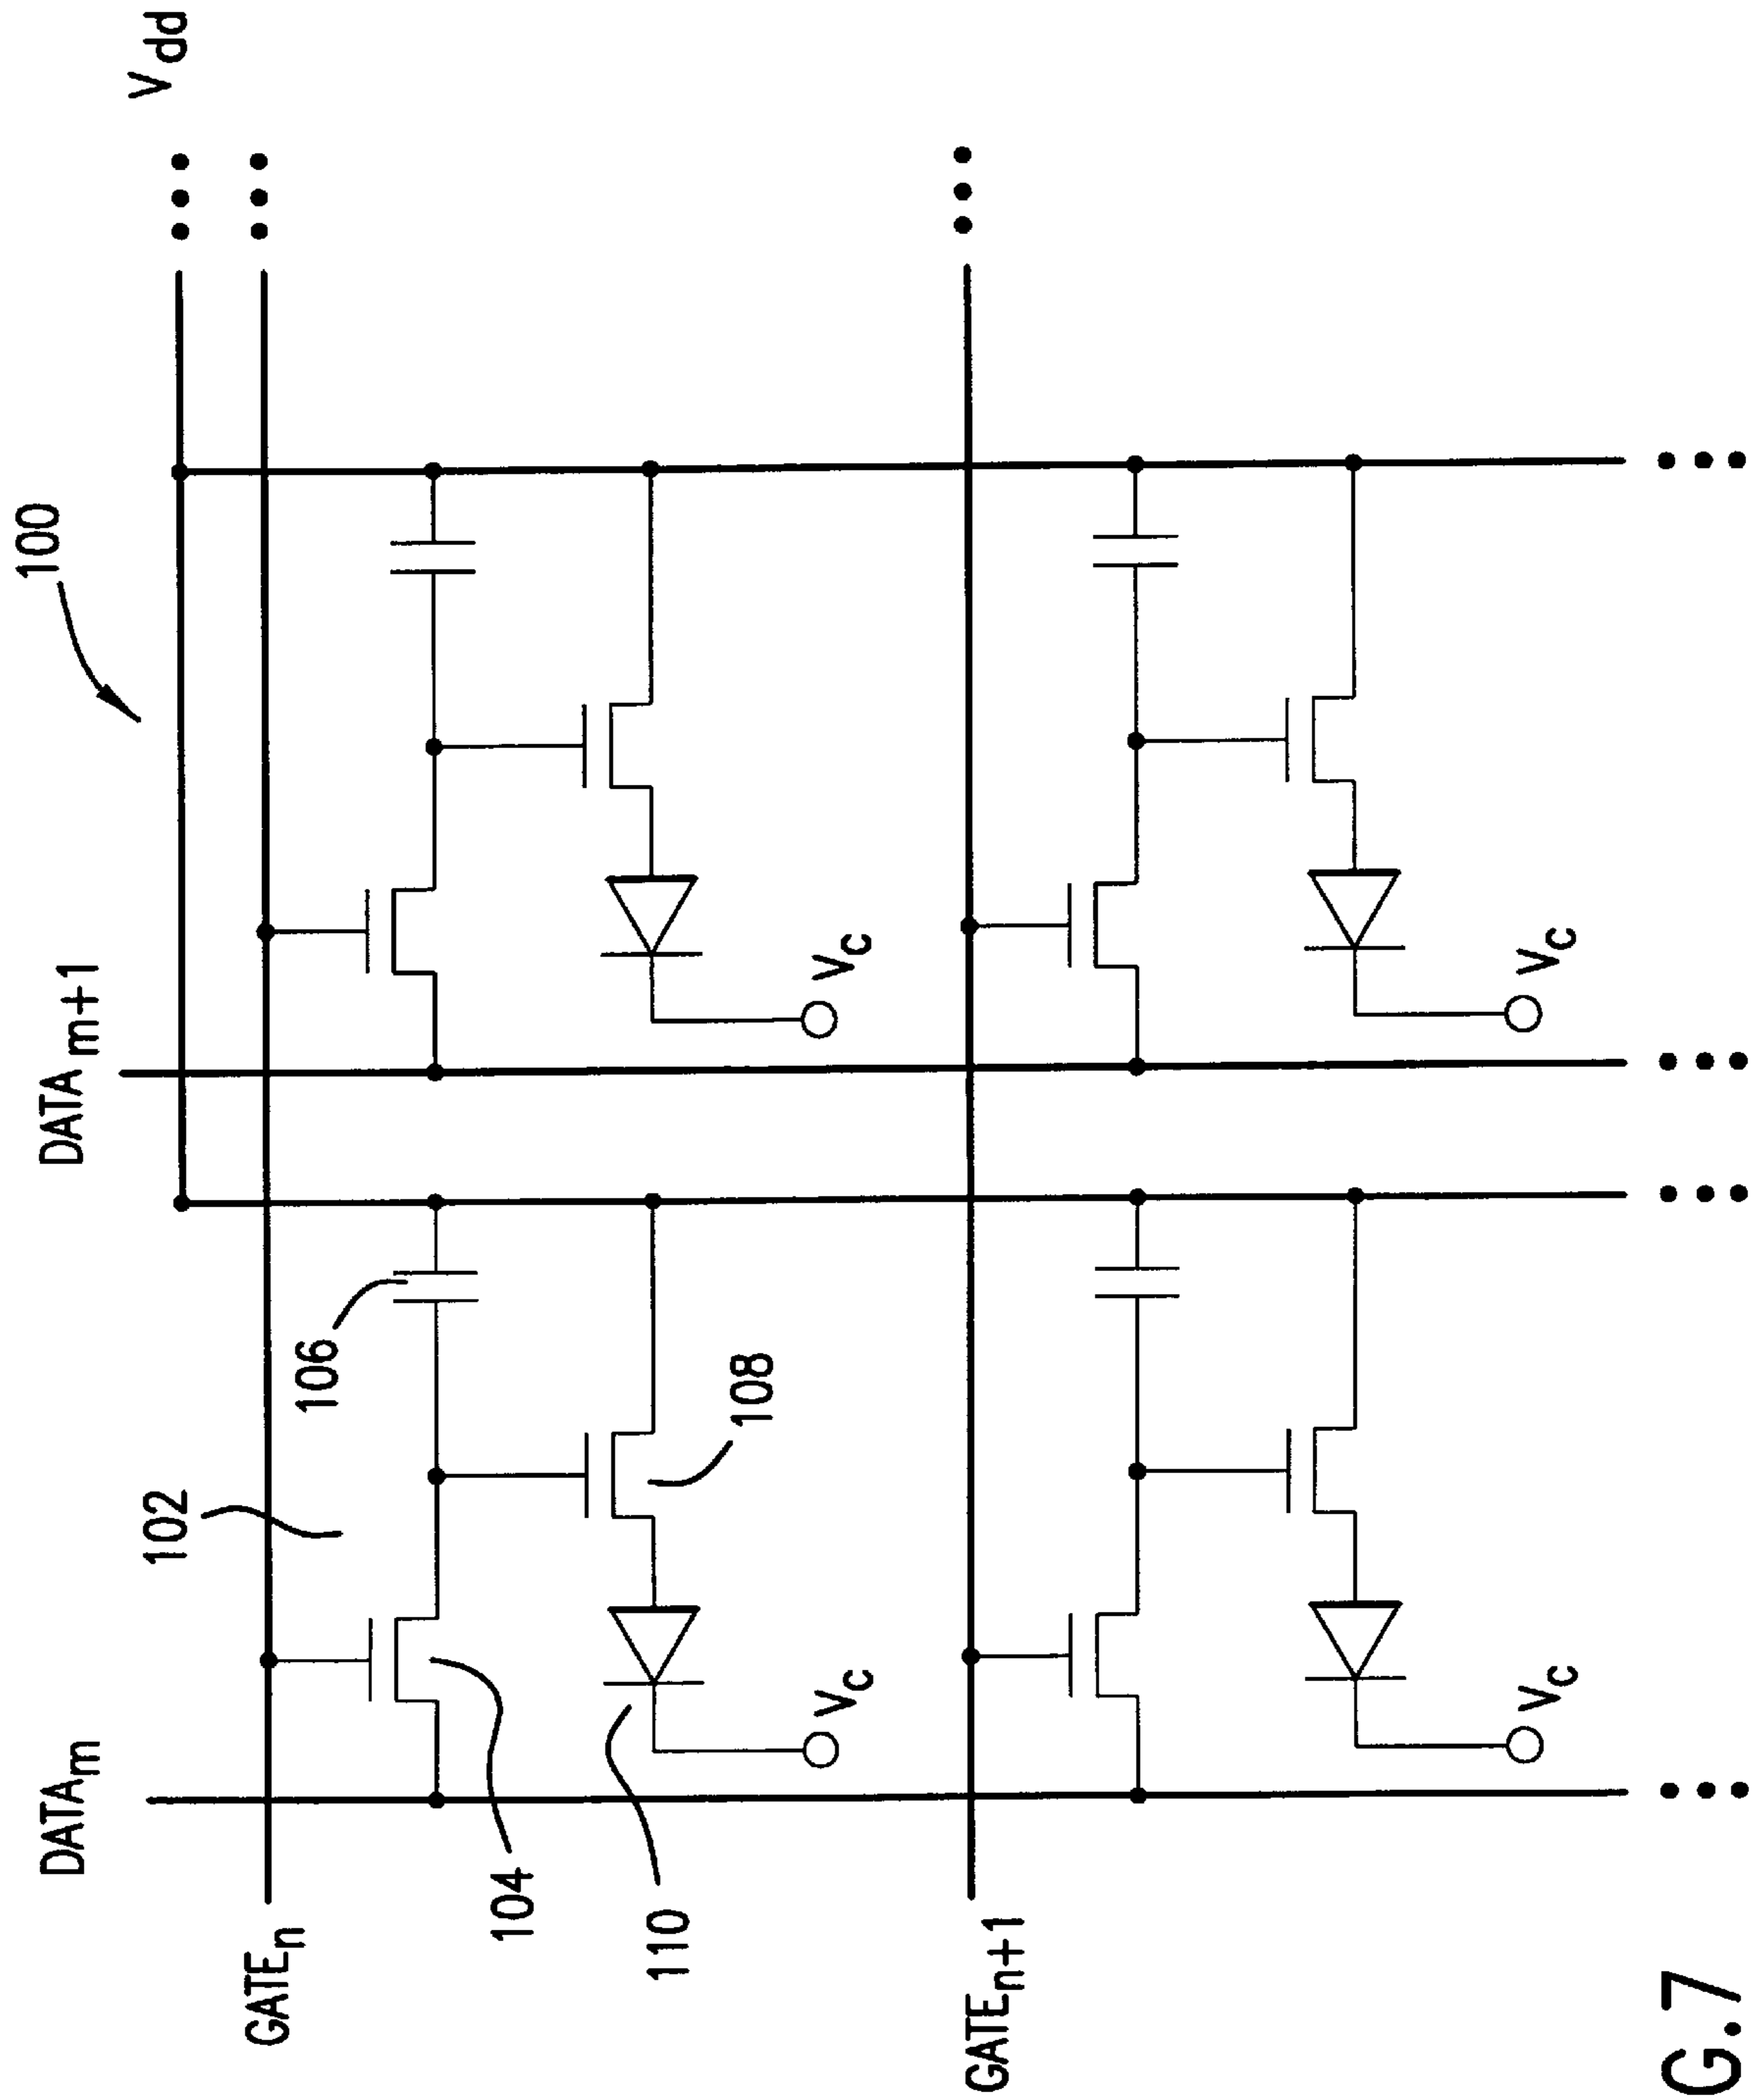 100
V dd
DATA m
DATA m+1
GATE n
102
106
104
108
110
V C
V C
GATE n+1
V C
V C
G.7